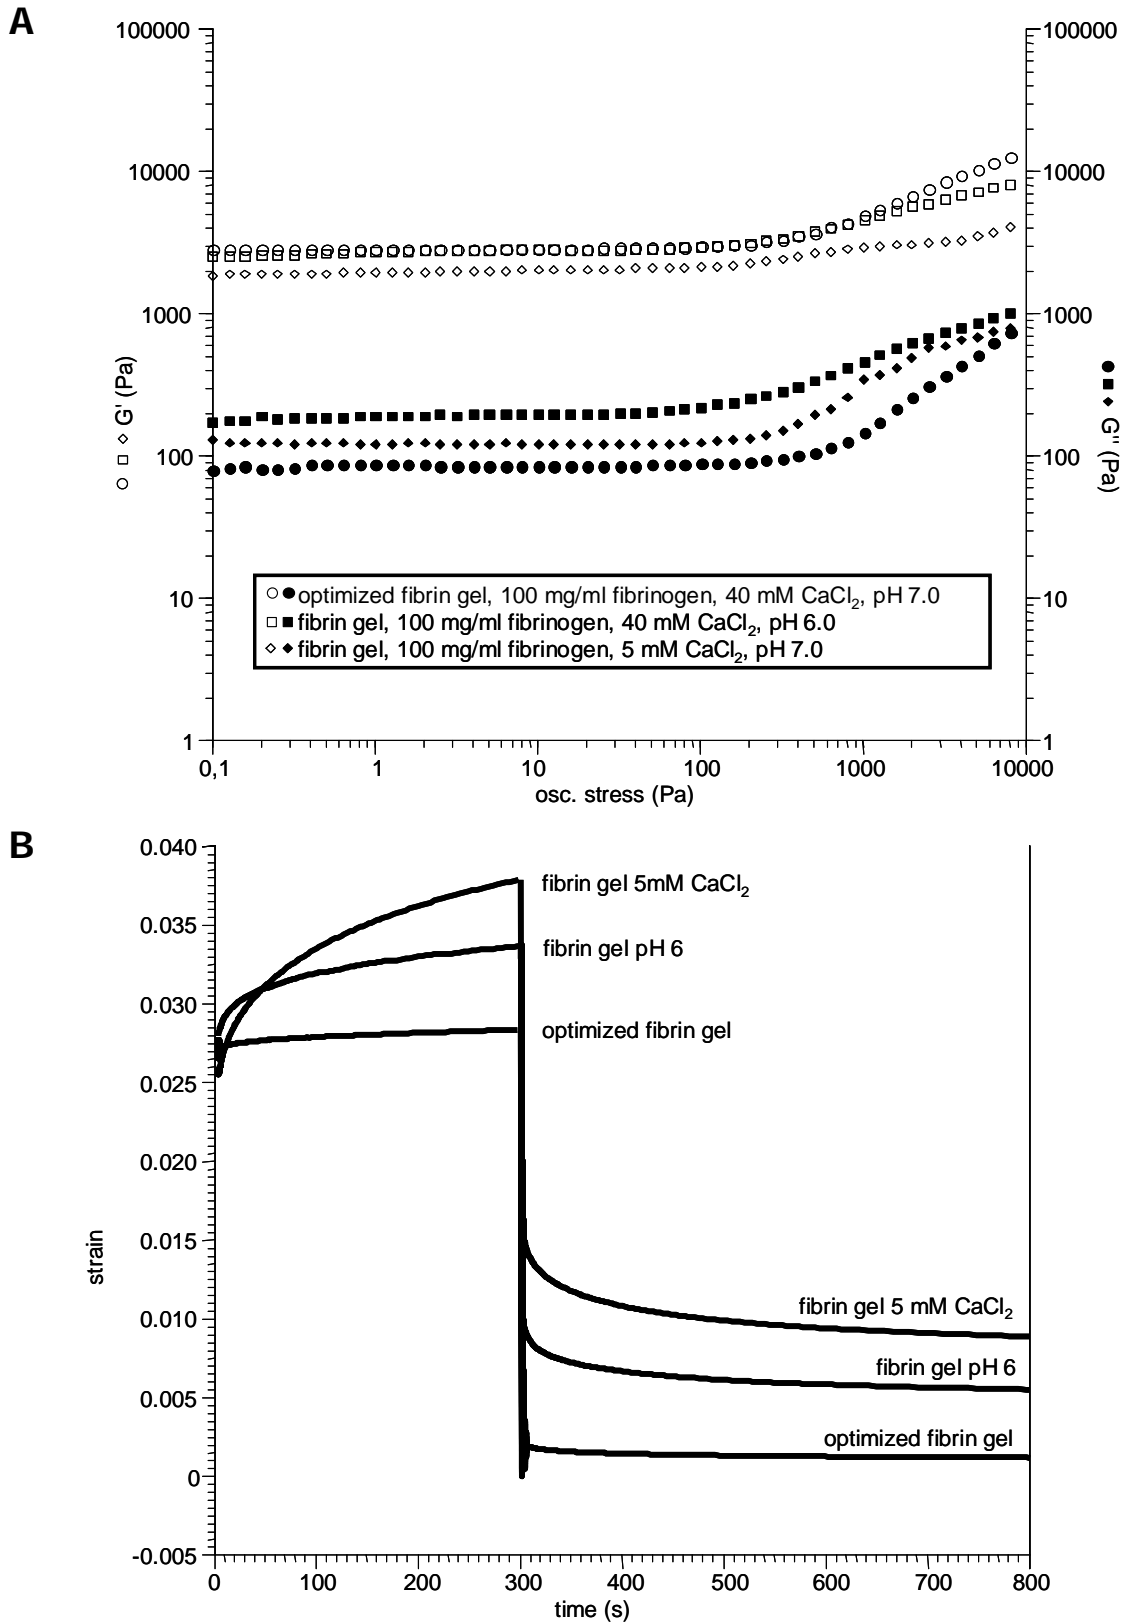 A
100000
10000
1000
100
10
1
100000
10000
1000
100
10
1
○ □ ◇ G' (Pa)
● ■ ◆ G'' (Pa)
○ ● optimized fibrin gel, 100 mg/ml fibrinogen, 40 mM CaCl₂, pH 7.0
□ ■ fibrin gel, 100 mg/ml fibrinogen, 40 mM CaCl₂, pH 6.0
◇ ◆ fibrin gel, 100 mg/ml fibrinogen, 5 mM CaCl₂, pH 7.0
0,1 1 10 100 1000 10000
osc. stress (Pa)
B
0.040
0.035
0.030
0.025
0.020
0.015
0.010
0.005
0
-0.005
strain
fibrin gel 5mM CaCl₂
fibrin gel pH 6
optimized fibrin gel
fibrin gel 5 mM CaCl₂
fibrin gel pH 6
optimized fibrin gel
0 100 200 300 400 500 600 700 800
time (s)